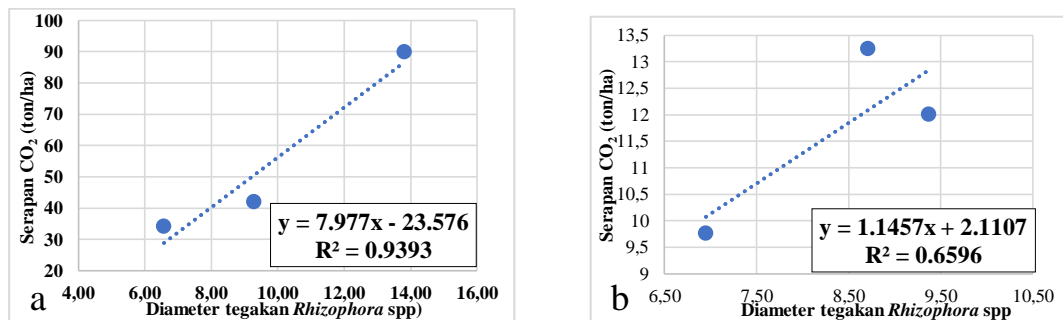 Serapan CO₂ (ton/ha)
100
90
80
70
60
50
40
30
20
y = 7.977x - 23.576
R² = 0.9393
4,00 6,00 8,00 10,00 12,00 14,00 16,00
Diameter tegakan Rhizophora spp)
a
Serapan CO₂ (ton/ha)
13,5
13
12,5
12
11,5
11
10,5
10
9,5
9
y = 1.1457x + 2.1107
R² = 0.6596
6,50 7,50 8,50 9,50 10,50
Diameter tegakan Rhizophora spp
b